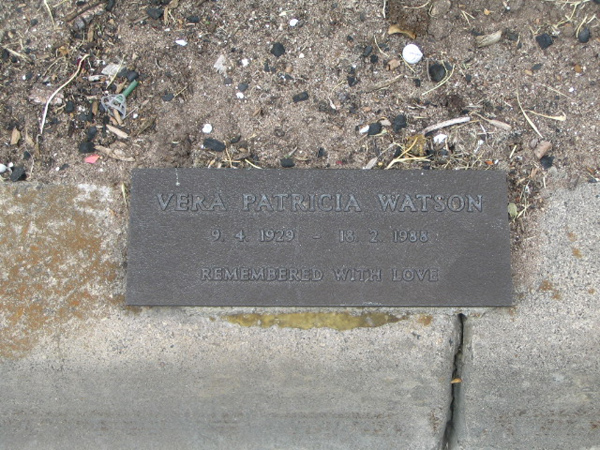 VERA PATRICIA WATSON
9. 4. 1929 - 18. 2. 1988
REMEMBERED WITH LOVE